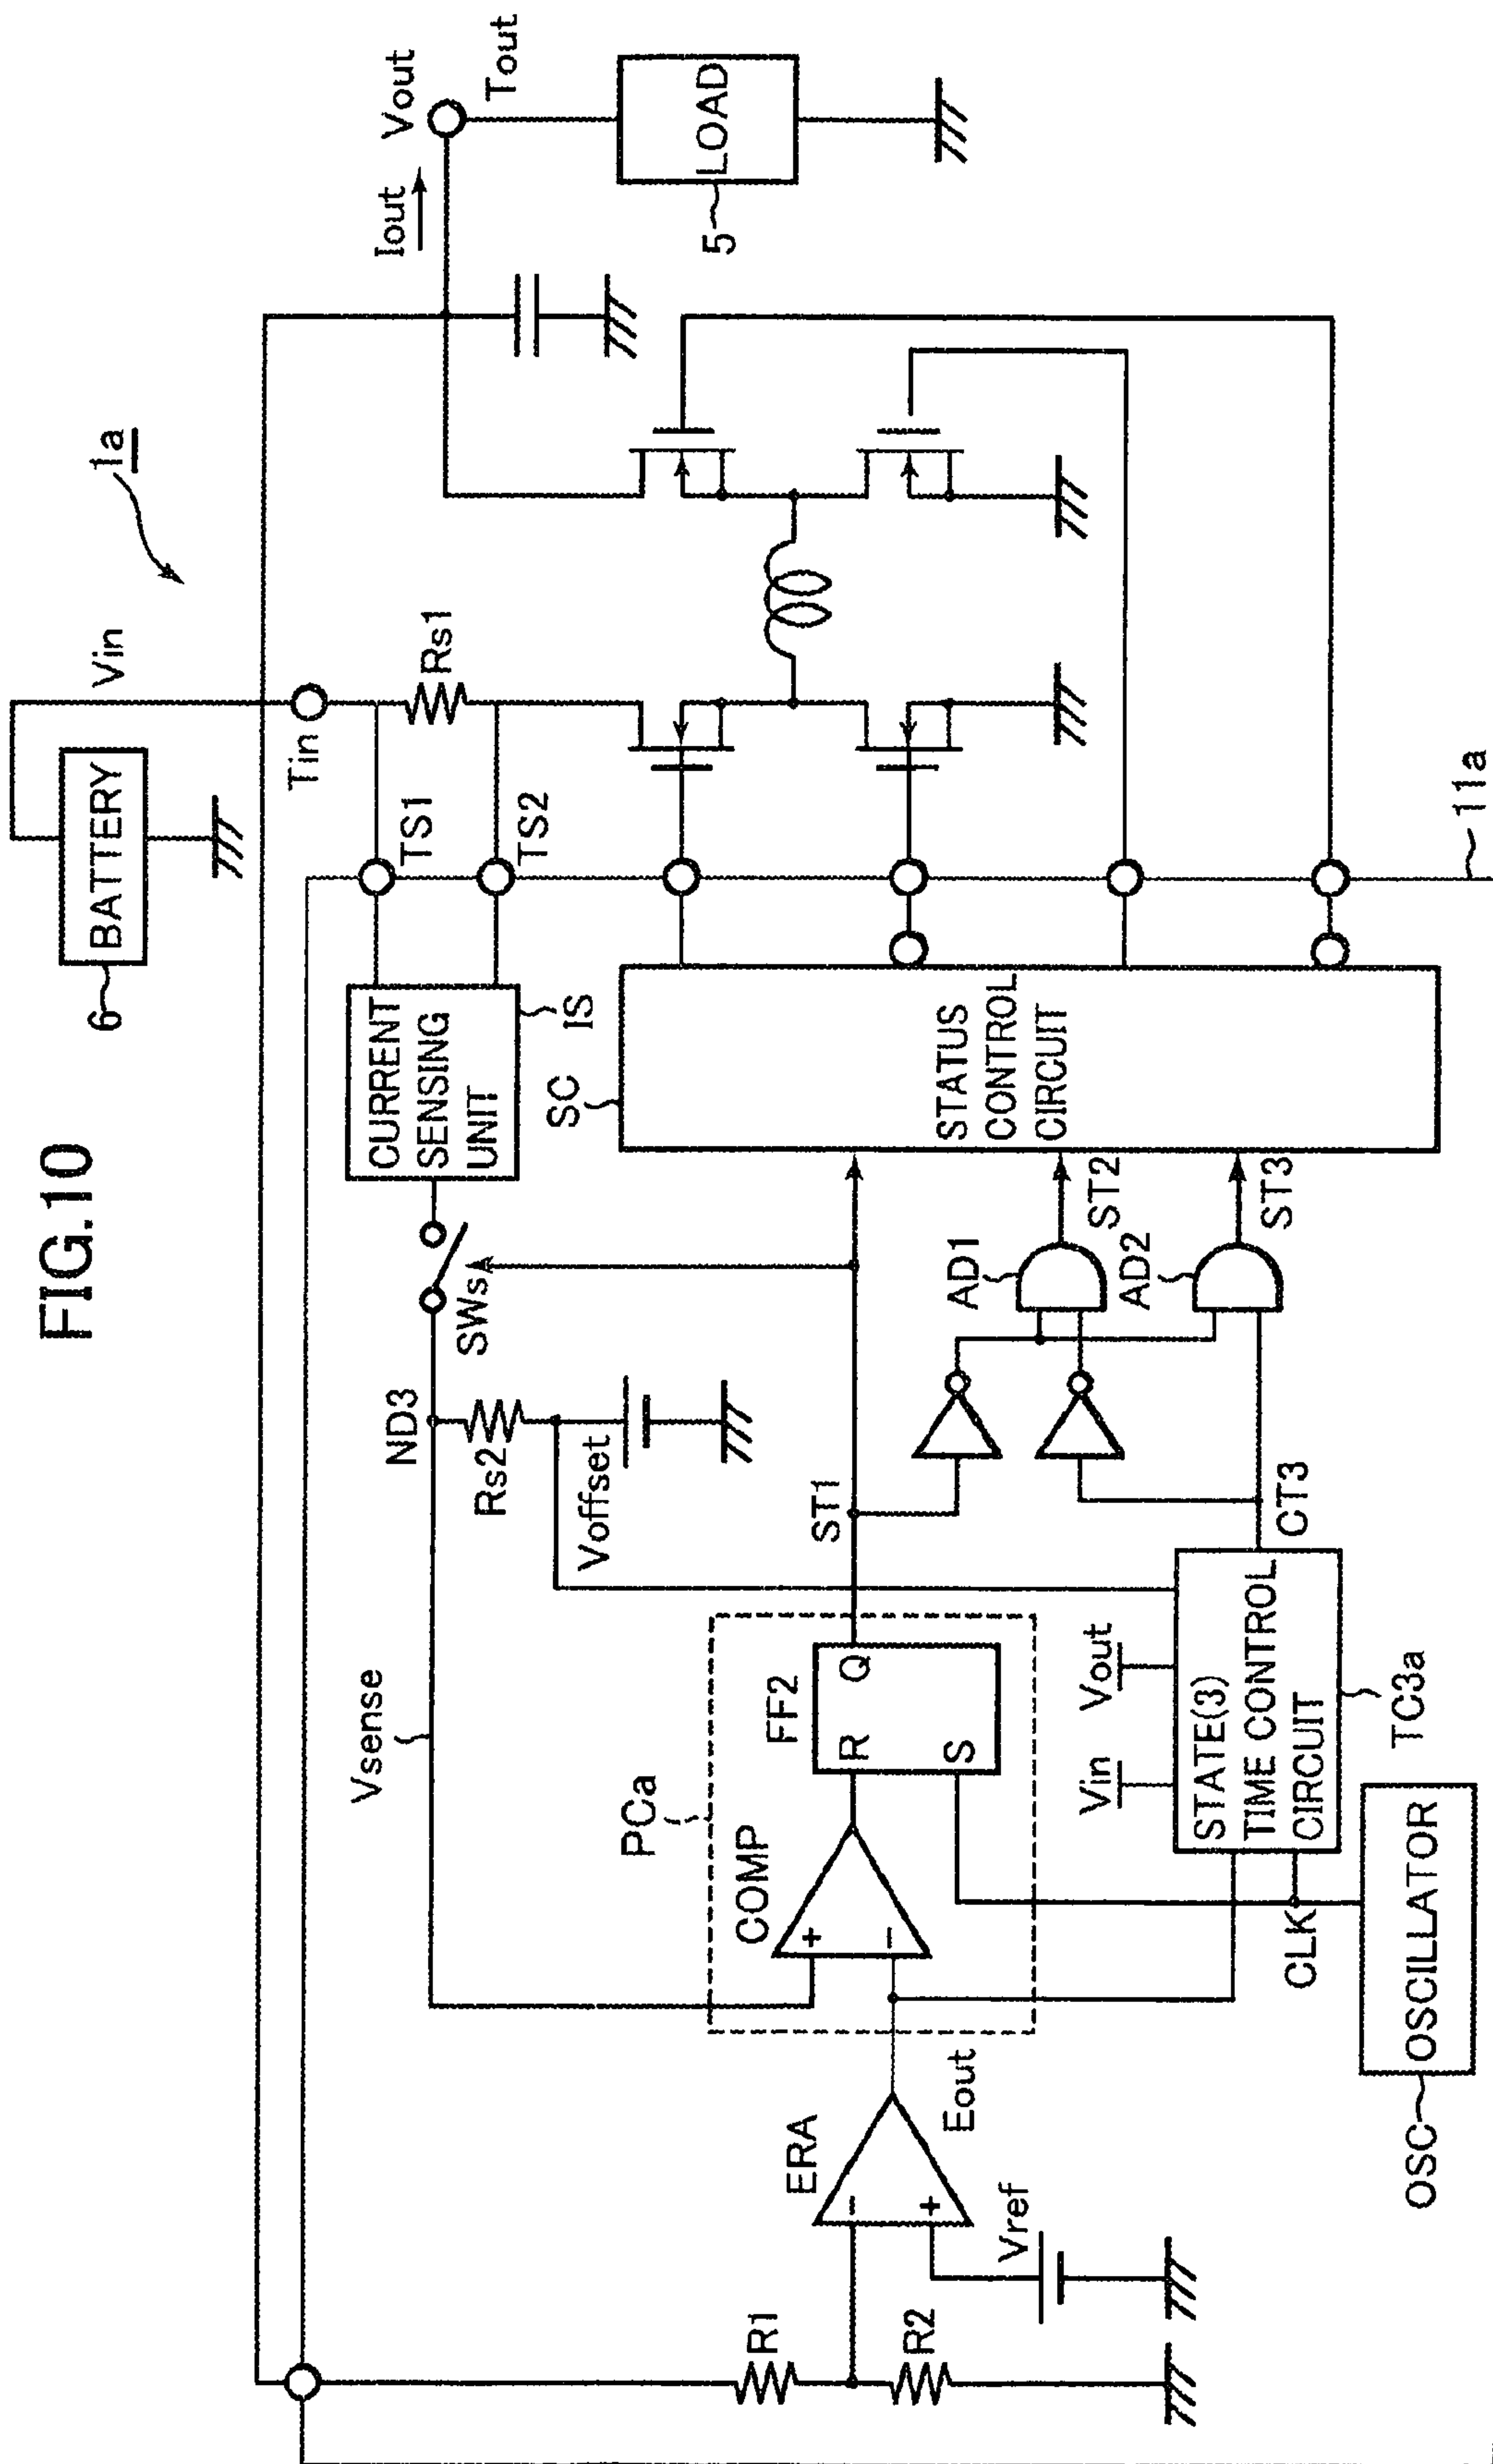 FIG.10
1a
6
BATTERY
Vin
Tin
Rs1
TS1
TS2
Iout
Vout
Tout
LOAD
5
CURRENT
SENSING
UNIT
IS
SWs
ND3
Rs2
Voffset
Vsense
SC
STATUS
CONTROL
CIRCUIT
ST1
ST2
ST3
AD1
AD2
CT3
PCa
FF2
R
Q
S
COMP
+
−
Vin
Vout
STATE(3)
TIME CONTROL
CIRCUIT
TC3a
CLK
OSCILLATOR
OSC
ERA
−
+
Eout
Vref
R1
R2
11a